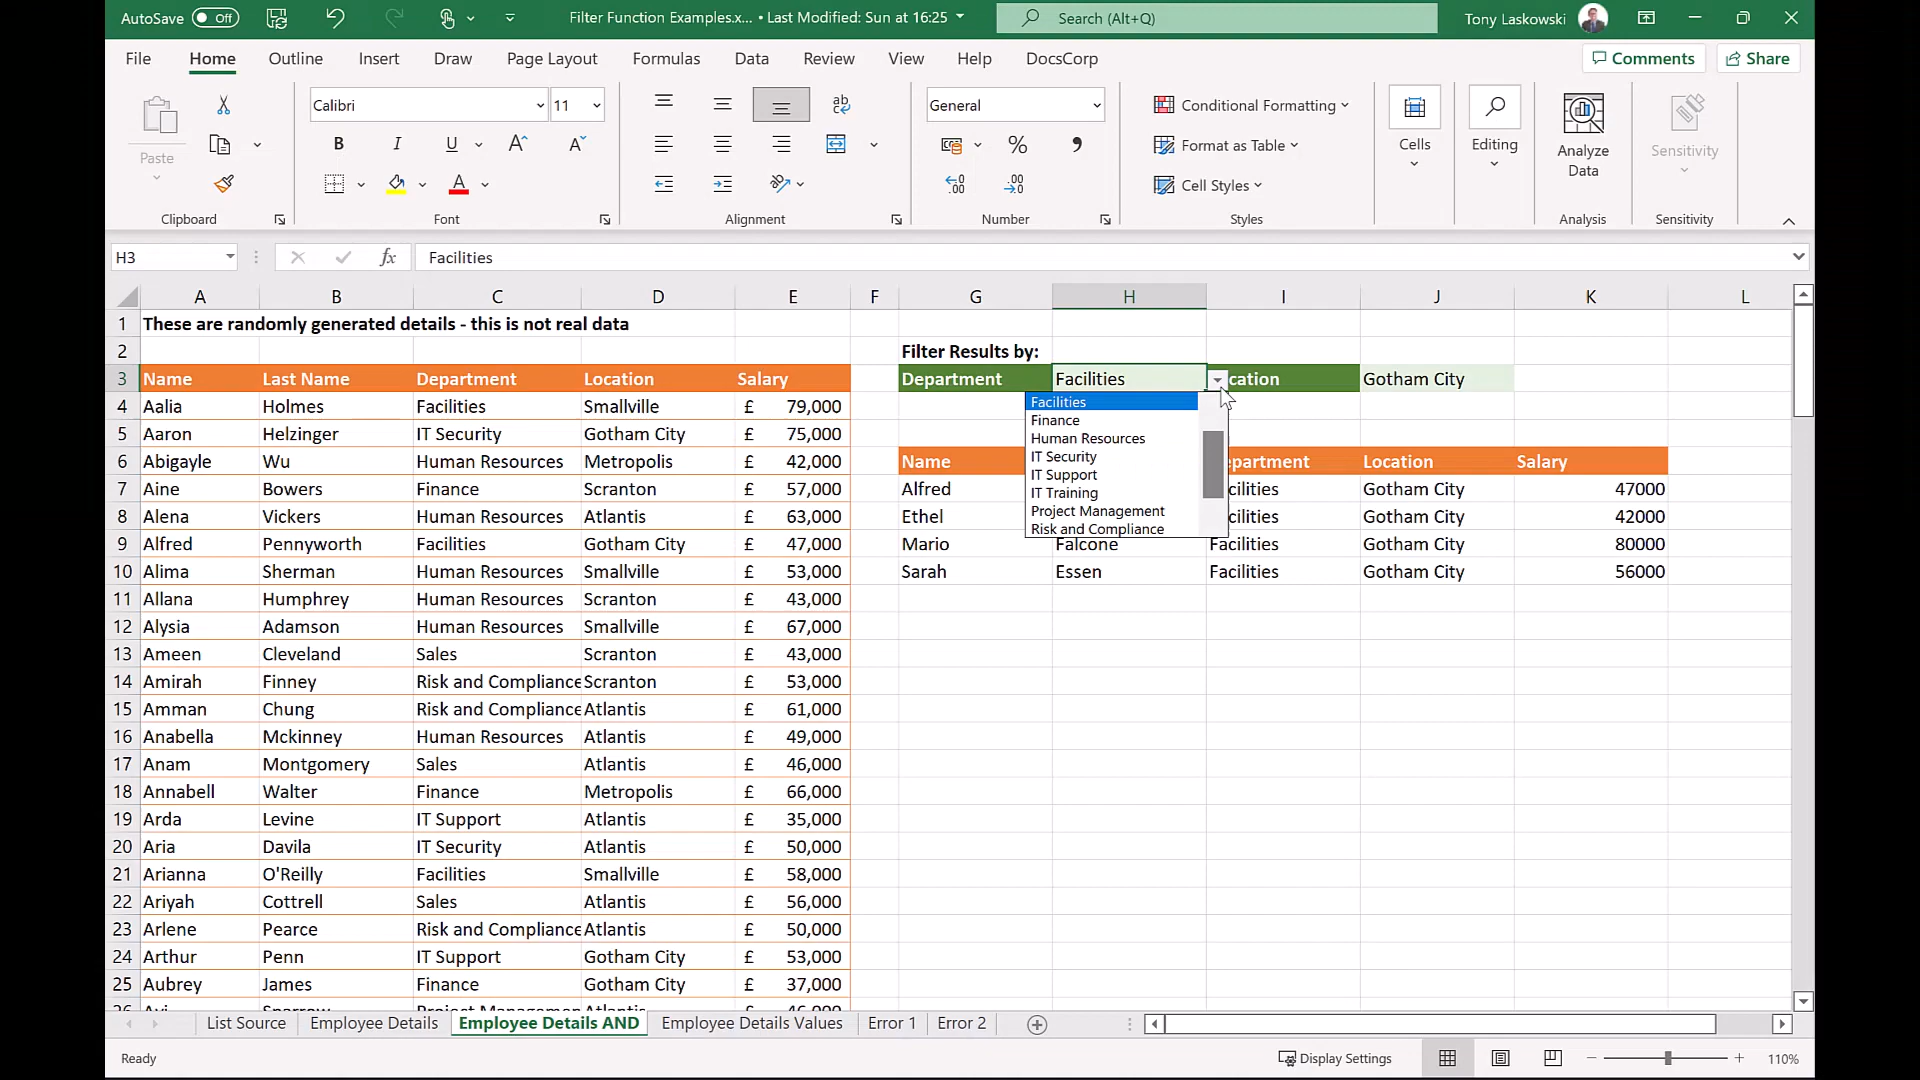 AutoSave Off Filter Function Examples.x... • Last Modified: Sun at 16:25 Search (Alt+Q) Tony Laskowski
File Home Outline Insert Draw Page Layout Formulas Data Review View Help DocsCorp Comments Share
Paste Calibri 11 ab General Conditional Formatting Cells Editing Analyze Data Sensitivity
B I U A A % 9 Format as Table
A Cell Styles
Clipboard Font Alignment Number Styles Analysis Sensitivity
H3 fx Facilities
A B C D E F G H I J K L
1 These are randomly generated details - this is not real data
2 Filter Results by:
3 Name Last Name Department Location Salary Department Facilities cation Gotham City
4 Aalia Holmes Facilities Smallville £ 79,000 Facilities
Finance
5 Aaron Helzinger IT Security Gotham City £ 75,000 Human Resources
IT Security
6 Abigayle Wu Human Resources Metropolis £ 42,000 Name partment Location Salary
IT Support
7 Aine Bowers Finance Scranton £ 57,000 Alfred IT Training cilities Gotham City 47000
8 Alena Vickers Human Resources Atlantis £ 63,000 Ethel Project Management cilities Gotham City 42000
Risk and Compliance
9 Alfred Pennyworth Facilities Gotham City £ 47,000 Mario Falcone Facilities Gotham City 80000
10 Alima Sherman Human Resources Smallville £ 53,000 Sarah Essen Facilities Gotham City 56000
11 Allana Humphrey Human Resources Scranton £ 43,000
12 Alysia Adamson Human Resources Smallville £ 67,000
13 Ameen Cleveland Sales Scranton £ 43,000
14 Amirah Finney Risk and Compliance Scranton £ 53,000
15 Amman Chung Risk and Compliance Atlantis £ 61,000
16 Anabella Mckinney Human Resources Atlantis £ 49,000
17 Anam Montgomery Sales Atlantis £ 46,000
18 Annabell Walter Finance Metropolis £ 66,000
19 Arda Levine IT Support Atlantis £ 35,000
20 Aria Davila IT Security Atlantis £ 50,000
21 Arianna O'Reilly Facilities Smallville £ 58,000
22 Ariyah Cottrell Sales Atlantis £ 56,000
23 Arlene Pearce Risk and Compliance Atlantis £ 50,000
24 Arthur Penn IT Support Gotham City £ 53,000
25 Aubrey James Finance Gotham City £ 37,000
List Source Employee Details Employee Details AND Employee Details Values Error 1 Error 2
Ready Display Settings 110%